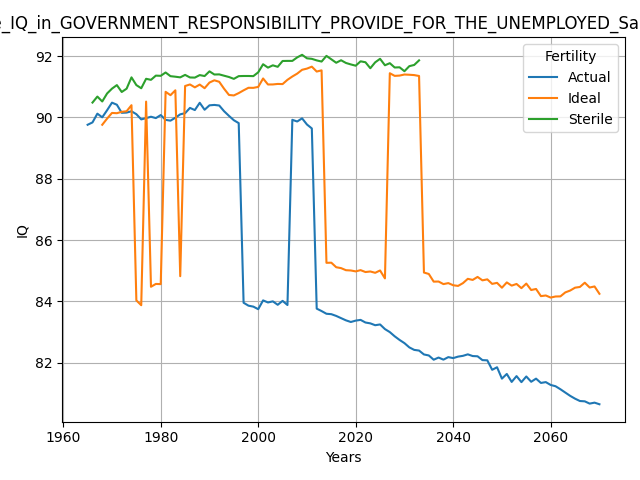 _IQ_in_GOVERNMENT_RESPONSIBILITY_PROVIDE_FOR_THE_UNEMPLOYED_Sa
Fertility
Actual
Ideal
Sterile
92
90
88
86
84
82
IQ
1960
1980
2000
2020
2040
2060
Years